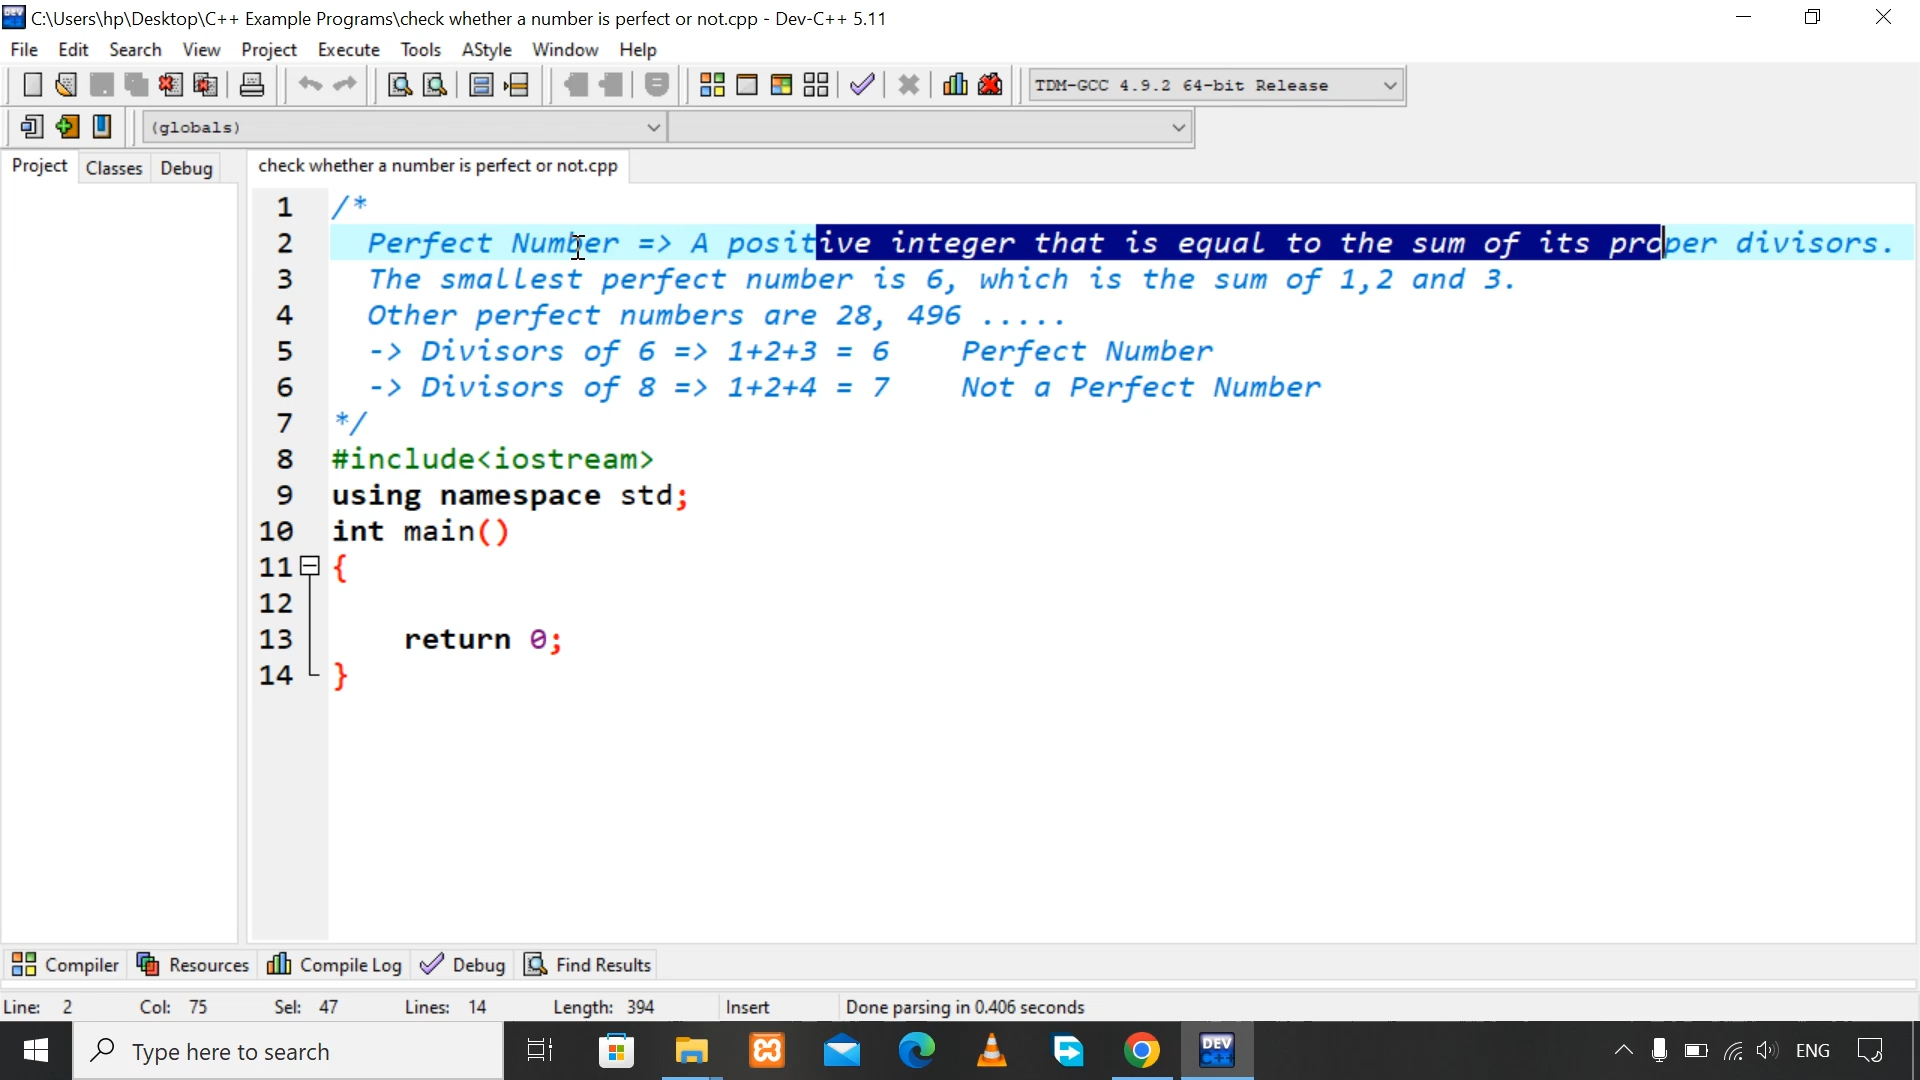 C:\Users\hp\Desktop\C++ Example Programs\check whether a number is perfect or not.cpp - Dev-C++ 5.11
File Edit Search View Project Execute Tools AStyle Window Help
TDM-GCC 4.9.2 64-bit Release
(globals)
Project Classes Debug
check whether a number is perfect or not.cpp
1 /*
2 Perfect Number => A positive integer that is equal to the sum of its proper divisors.
3 The smallest perfect number is 6, which is the sum of 1,2 and 3.
4 Other perfect numbers are 28, 496 .....
5 -> Divisors of 6 => 1+2+3 = 6 Perfect Number
6 -> Divisors of 8 => 1+2+4 = 7 Not a Perfect Number
7 */
8 #include<iostream>
9 using namespace std;
10 int main()
11 {
12
13 return 0;
14 }
Compiler Resources Compile Log Debug Find Results
Line: 2 Col: 75 Sel: 47 Lines: 14 Length: 394 Insert Done parsing in 0.406 seconds
Type here to search
DEV C++
ENG